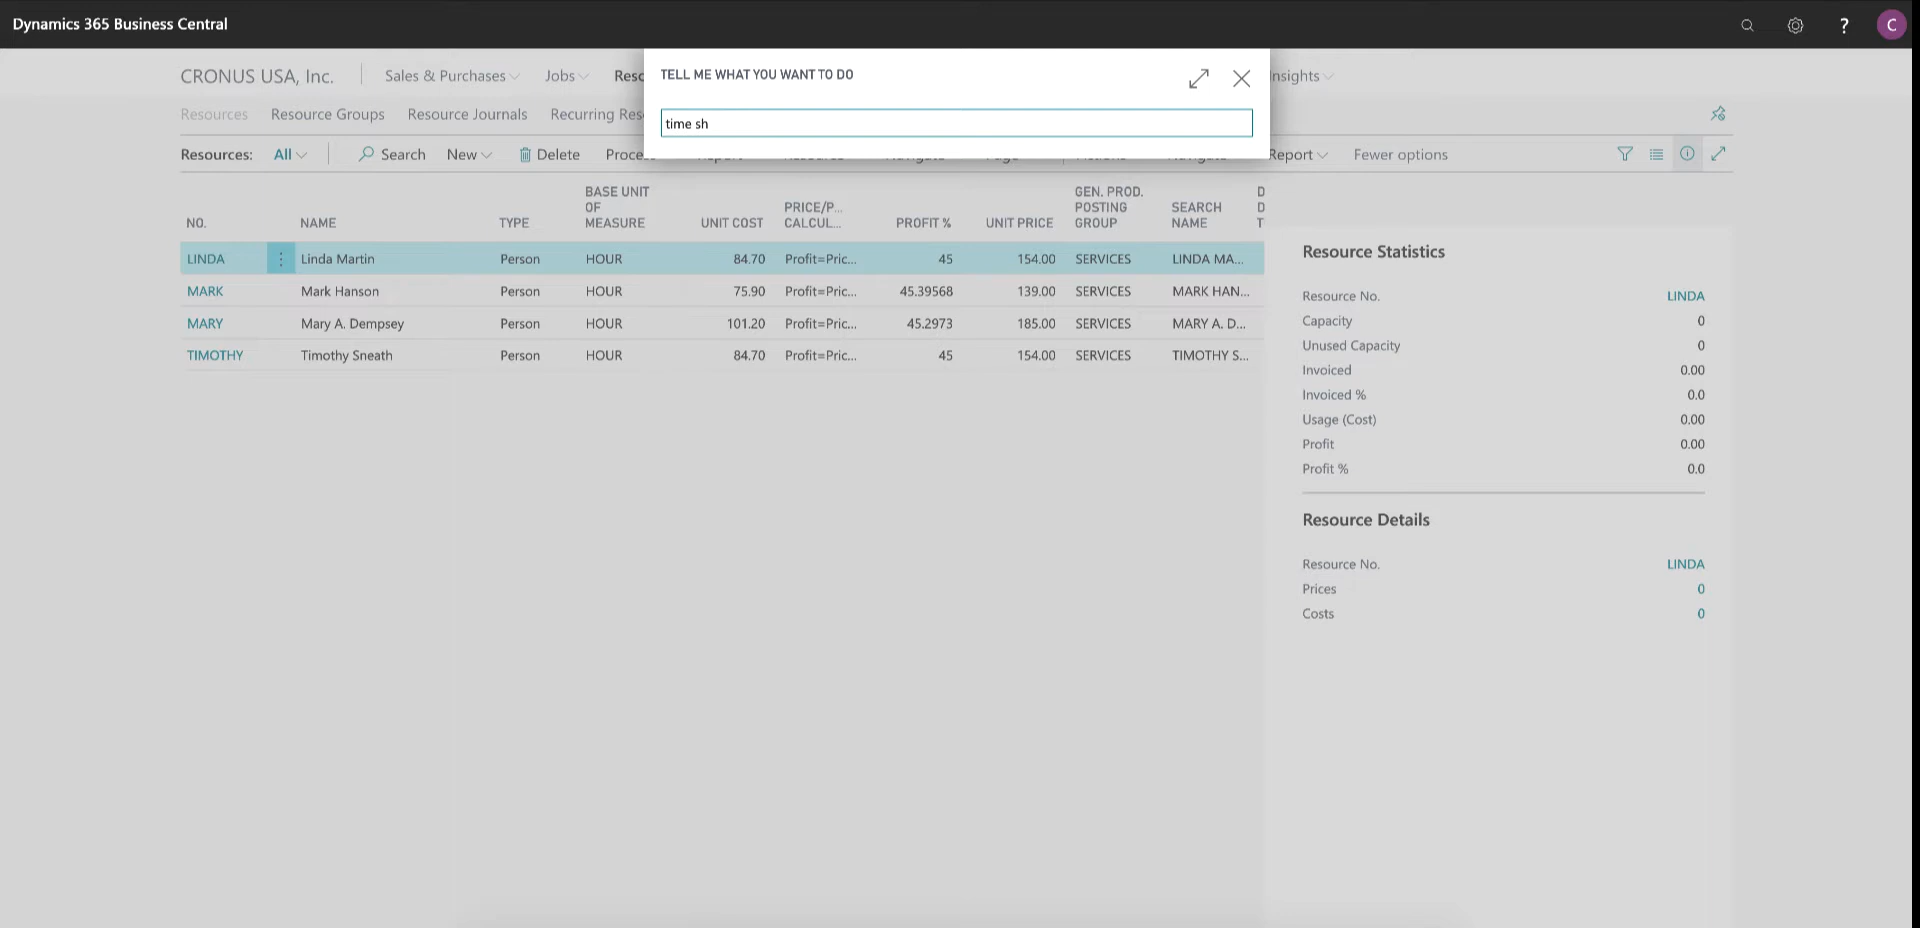 Dynamics 365 Business Central
?
C
CRONUS USA, Inc.
Sales & Purchases
Jobs
Resc
Insights
TELL ME WHAT YOU WANT TO DO
time sh
Resources
Resource Groups
Resource Journals
Recurring Res
Resources:
All
Search
New
Delete
Process
Report
Resource
Navigate
Page
Actions
Navigate
Report
Fewer options
NO.
NAME
TYPE
BASE UNIT
OF
MEASURE
UNIT COST
PRICE/P...
CALCUL...
PROFIT %
UNIT PRICE
GEN. PROD.
POSTING
GROUP
SEARCH
NAME
D
D
T
LINDA Linda Martin Person HOUR 84.70 Profit=Pric... 45 154.00 SERVICES LINDA MA...
MARK Mark Hanson Person HOUR 75.90 Profit=Pric... 45.39568 139.00 SERVICES MARK HAN...
MARY Mary A. Dempsey Person HOUR 101.20 Profit=Pric... 45.2973 185.00 SERVICES MARY A. D...
TIMOTHY Timothy Sneath Person HOUR 84.70 Profit=Pric... 45 154.00 SERVICES TIMOTHY S...
Resource Statistics
Resource No. LINDA
Capacity 0
Unused Capacity 0
Invoiced 0.00
Invoiced % 0.0
Usage (Cost) 0.00
Profit 0.00
Profit % 0.0
Resource Details
Resource No. LINDA
Prices 0
Costs 0